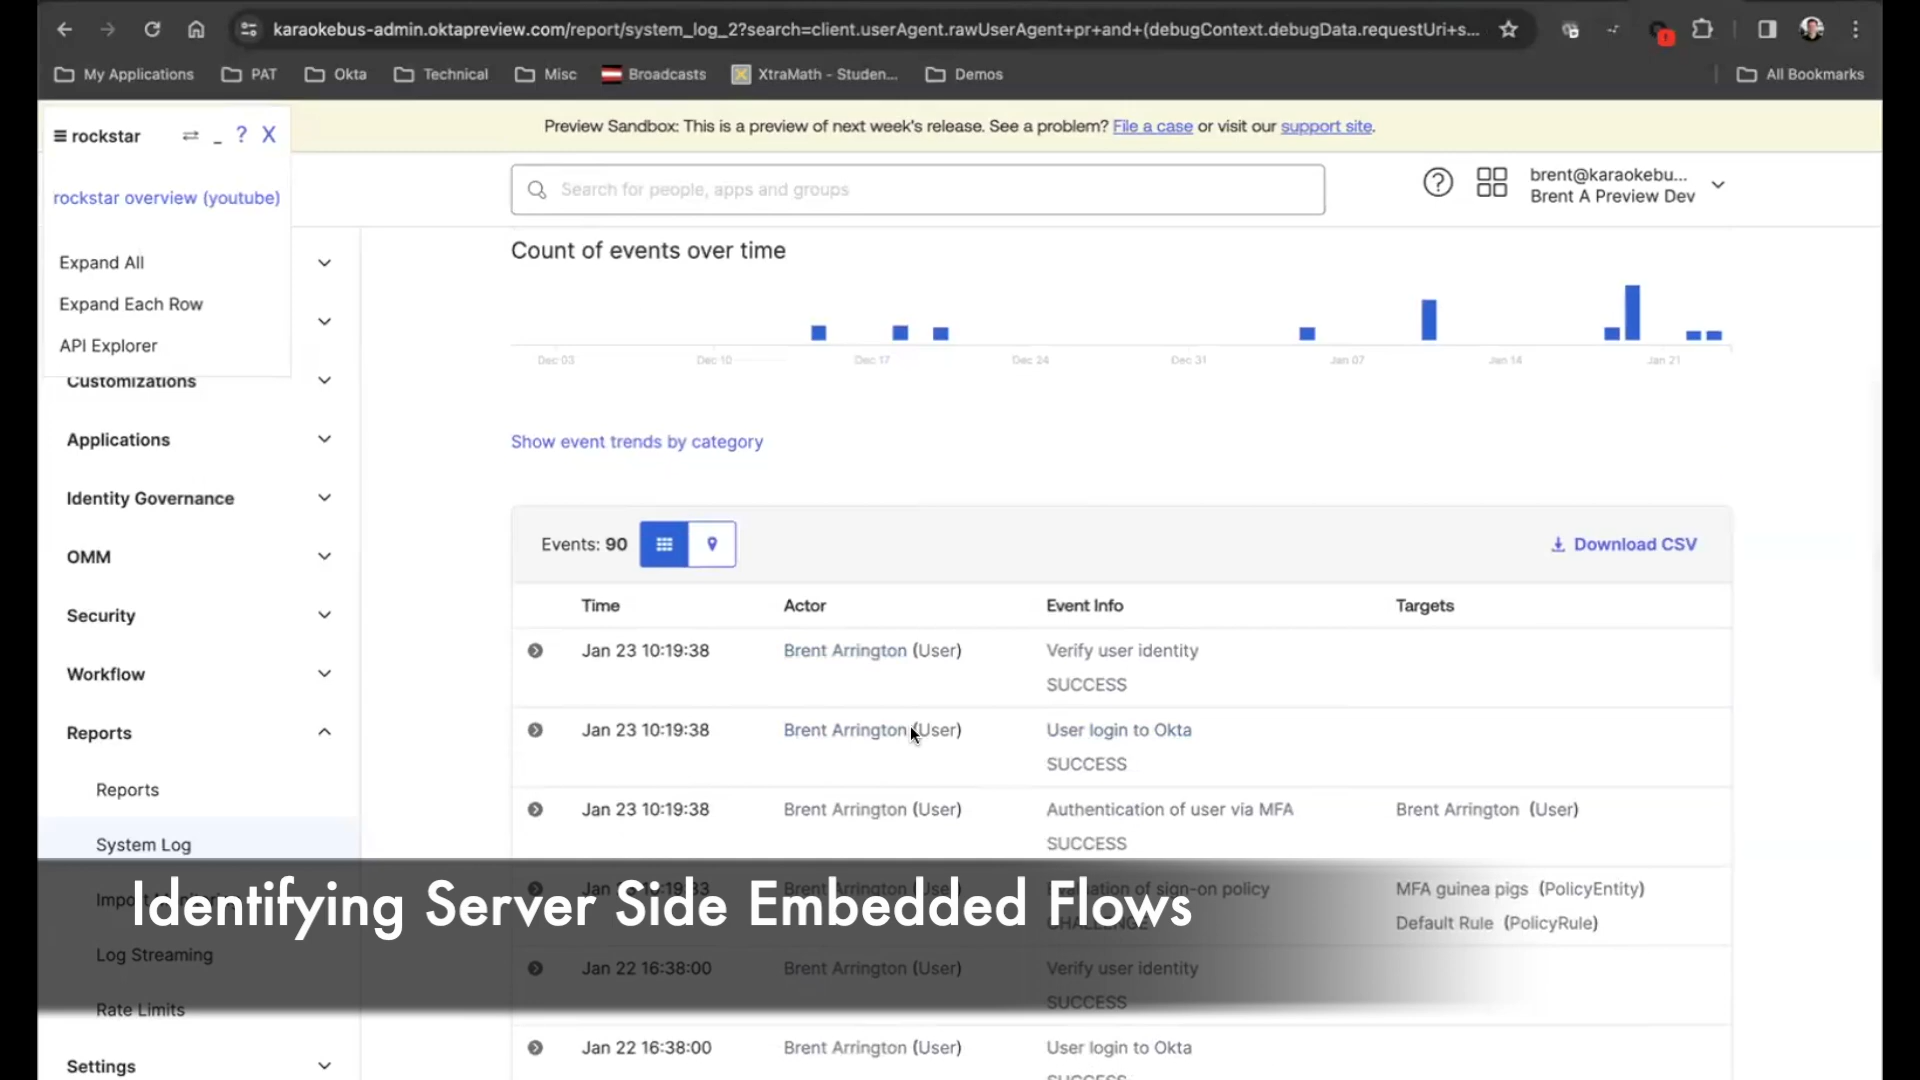 karaokebus-admin.oktapreview.com/report/system_log_2?search=client.userAgent.rawUserAgent+pr+and+(debugContext.debugData.requestUri+s...
My Applications PAT Okta Technical Misc Broadcasts XtraMath - Studen... Demos All Bookmarks
rockstar ? X
Preview Sandbox: This is a preview of next week's release. See a problem? File a case or visit our support site.
rockstar overview (youtube)
Search for people, apps and groups
brent@karaokebu...
Brent A Preview Dev
Expand All
Expand Each Row
API Explorer
Customizations
Applications
Identity Governance
OMM
Security
Workflow
Reports
Reports
System Log
Log Streaming
Rate Limits
Settings
Count of events over time
Dec 03 Dec 10 Dec 17 Dec 24 Dec 31 Jan 07 Jan 14 Jan 21
Show event trends by category
Events: 90
Download CSV
Time Actor Event Info Targets
Jan 23 10:19:38 Brent Arrington (User) Verify user identity
SUCCESS
Jan 23 10:19:38 Brent Arrington (User) User login to Okta
SUCCESS
Jan 23 10:19:38 Brent Arrington (User) Authentication of user via MFA Brent Arrington (User)
SUCCESS
of sign-on policy MFA guinea pigs (PolicyEntity)
Default Rule (PolicyRule)
Identifying Server Side Embedded Flows
Jan 22 16:38:00 Brent Arrington (User) Verify user identity
SUCCESS
Jan 22 16:38:00 Brent Arrington (User) User login to Okta